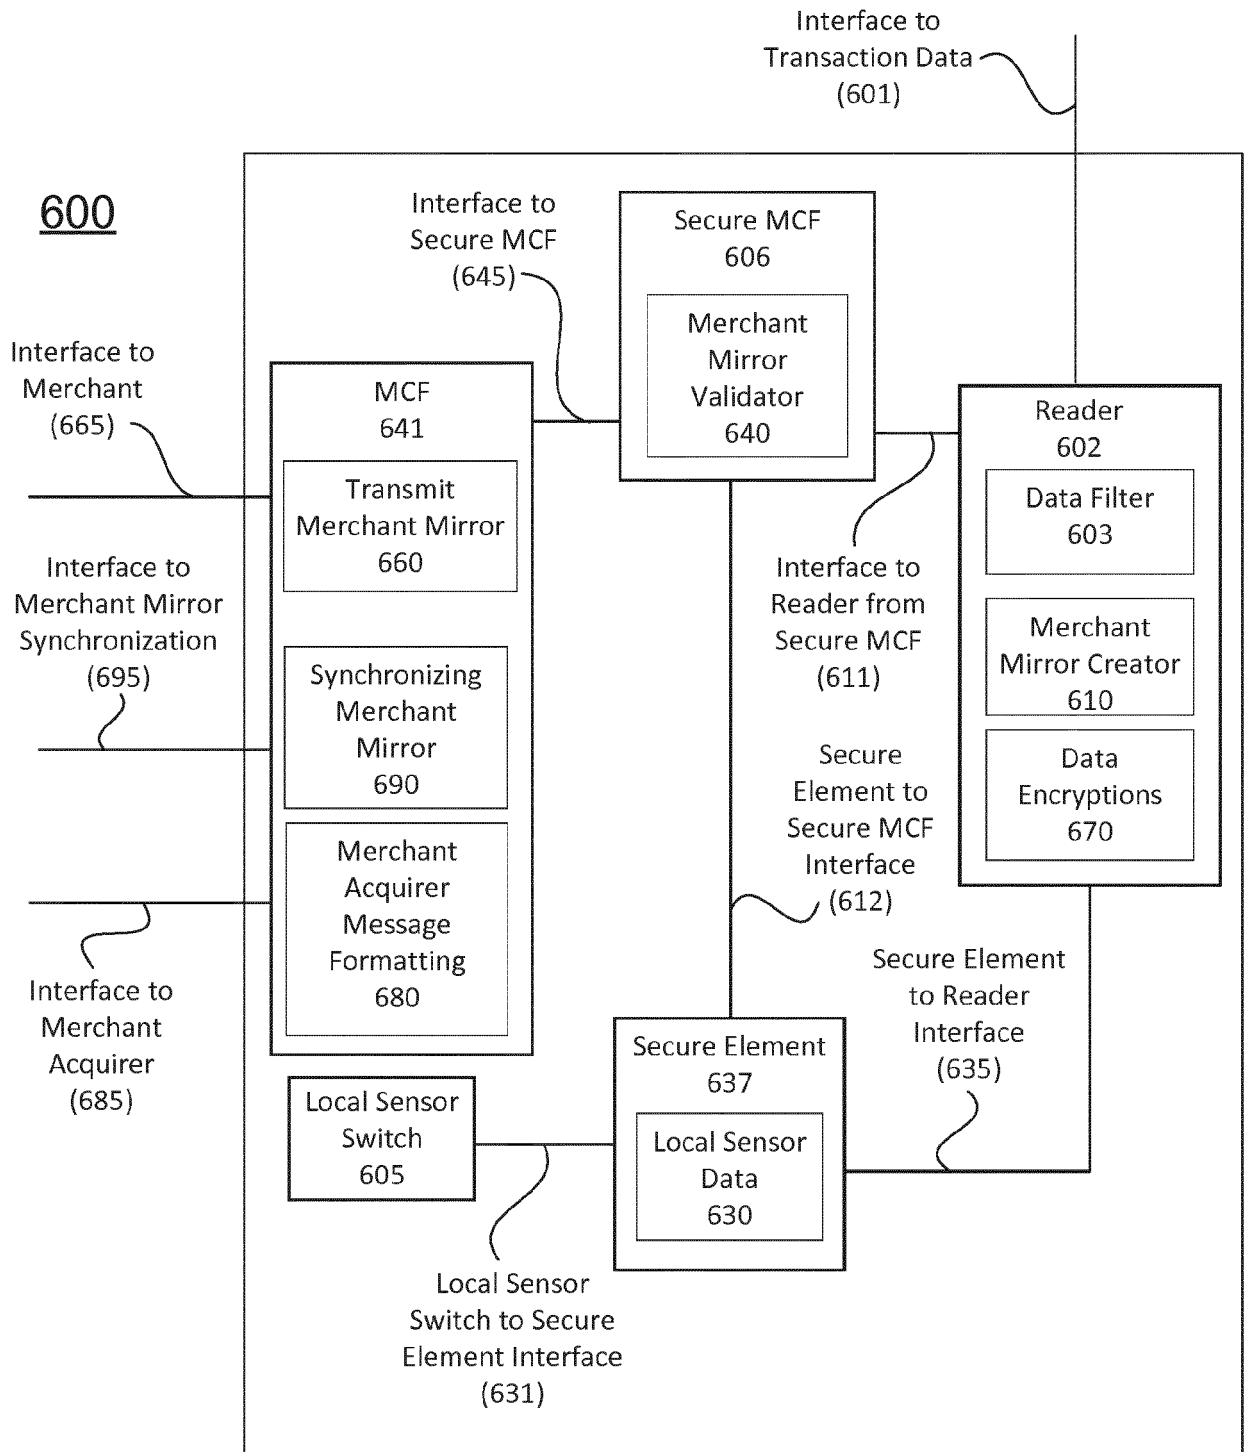 Interface to
Transaction Data
(601)
600
Interface to
Secure MCF
(645)
Secure MCF
606
Merchant
Mirror
Validator
640
Interface to
Merchant
(665)
MCF
641
Transmit
Merchant Mirror
660
Reader
602
Data Filter
603
Interface to
Merchant Mirror
Synchronization
(695)
Interface to
Reader from
Secure MCF
(611)
Merchant
Mirror Creator
610
Synchronizing
Merchant
Mirror
690
Data
Encryptions
670
Secure
Element to
Secure MCF
Interface
(612)
Merchant
Acquirer
Message
Formatting
680
Interface to
Merchant
Acquirer
(685)
Secure Element
to Reader
Interface
(635)
Secure Element
637
Local Sensor
Data
630
Local Sensor
Switch
605
Local Sensor
Switch to Secure
Element Interface
(631)